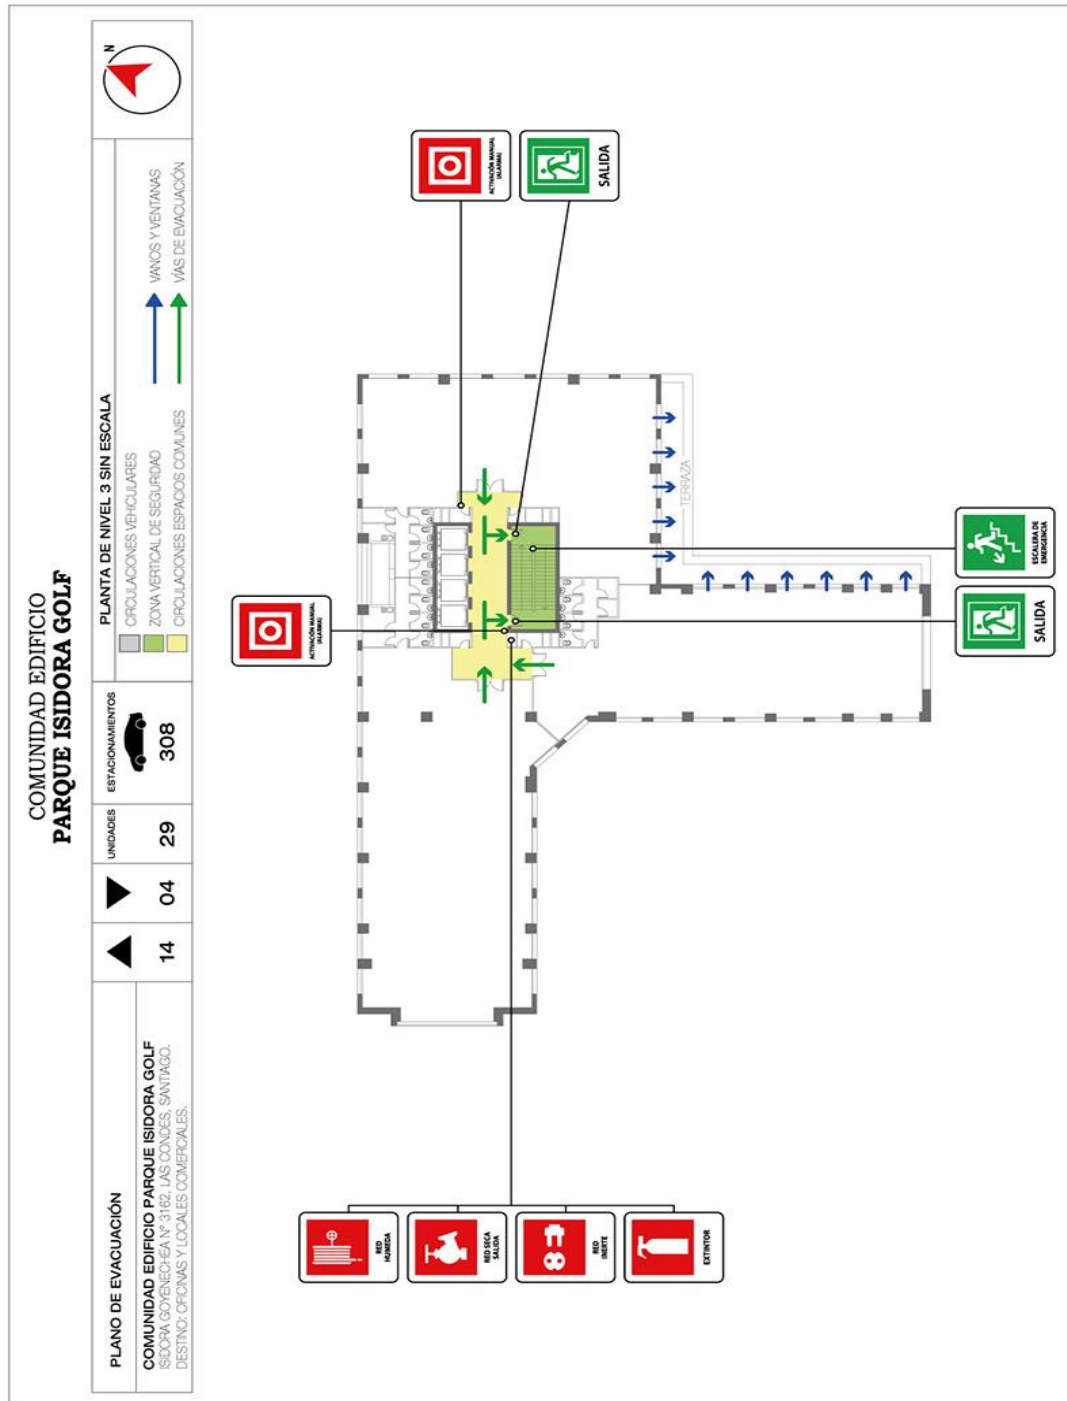 COMUNIDAD EDIFICIO
PARQUE ISIDORA GOLF
PLANO DE EVACUACIÓN
COMUNIDAD EDIFICIO PARQUE ISIDORA GOLF
ISIDORA GOYENECHEA N° 3162, LAS CONDES, SANTIAGO.
DESTINO: OFICINAS Y LOCALES COMERCIALES.
14
04
UNIDADES
29
ESTACIONAMIENTOS
308
PLANTA DE NIVEL 3 SIN ESCALA
CIRCULACIONES VEHICULARES
ZONA VERTICAL DE SEGURIDAD
CIRCULACIONES ESPACIOS COMUNES
VANOS Y VENTANAS
VÍAS DE EVACUACIÓN
N
ACTIVACIÓN MANUAL
(ALARMA)
ACTIVACIÓN MANUAL
(ALARMA)
SALIDA
TERRAZA
RED
HUMEDA
RED SECA
SALIDA
RED
INERTE
EXTINTOR
SALIDA
ESCALERA DE
EMERGENCIA